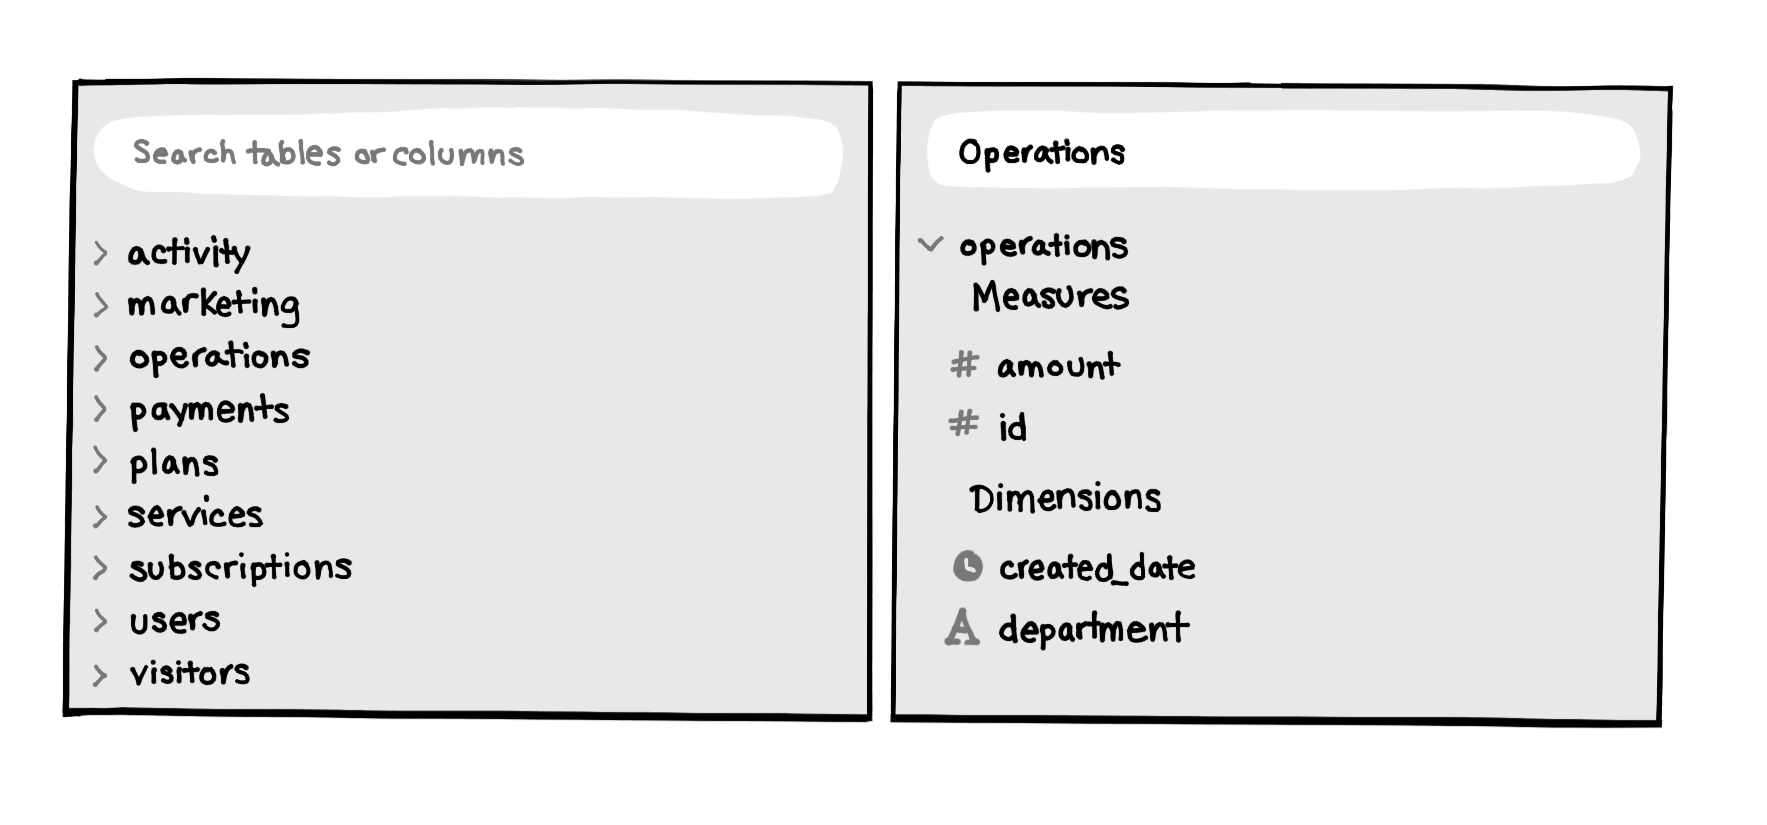 Search tables or columns
> activity
> marketing
> operations
> payments
> plans
> services
> subscriptions
> users
> visitors
Operations
operations
Measures
# amount
# id
Dimensions
created_date
A department